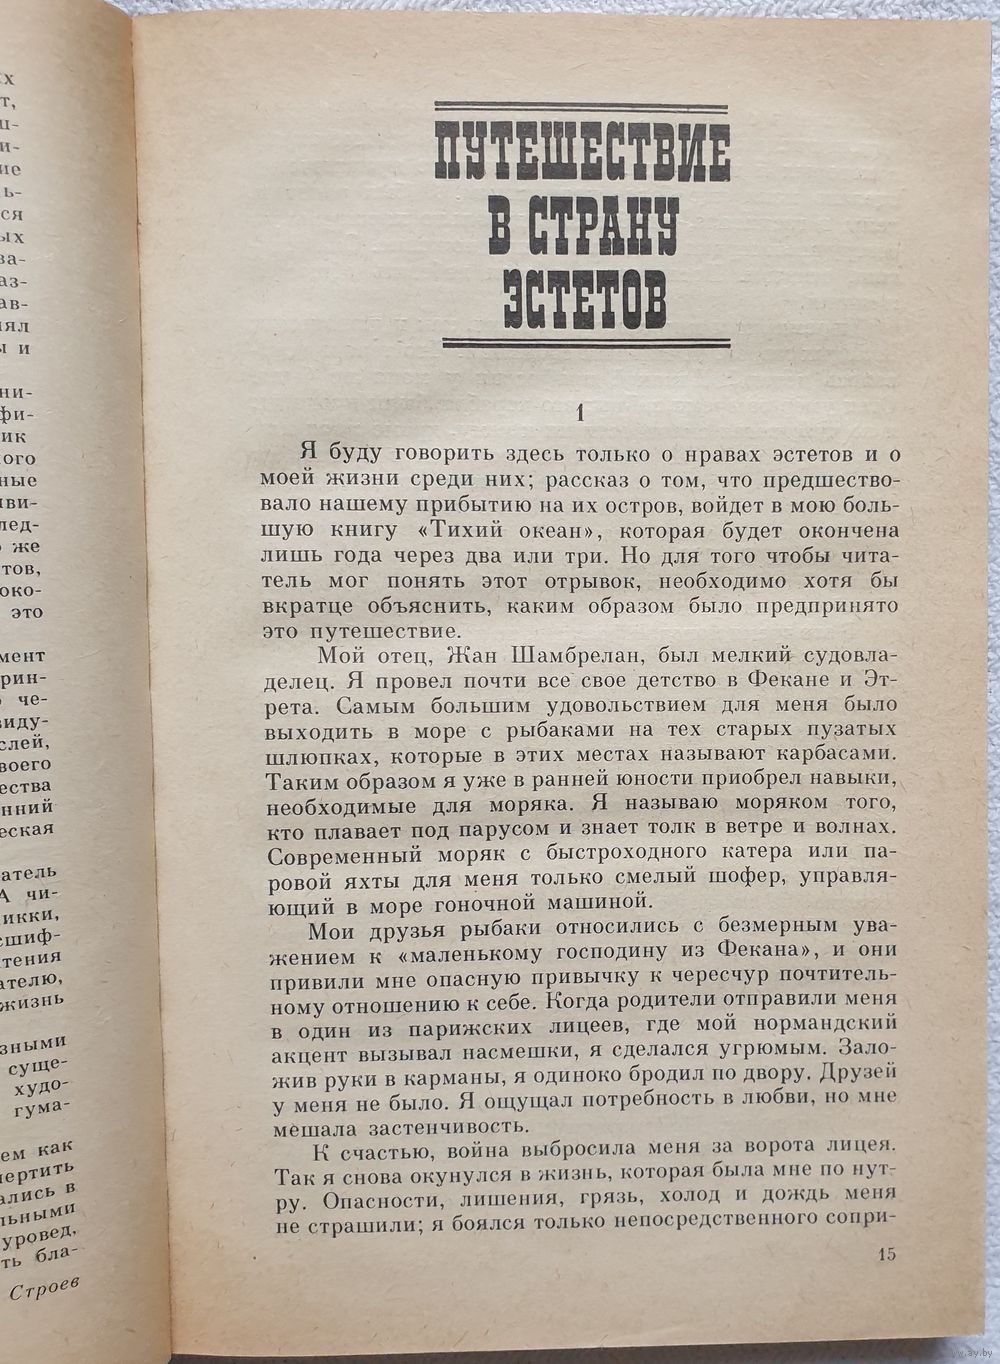 ПУТЕШЕСТВИЕ
В СТРАНУ
ЭСТЕТОВ
1
Я буду говорить здесь только о нравах эстетов и о
моей жизни среди них; рассказ о том, что предшество-
вало нашему прибытию на их остров, войдет в мою боль-
шую книгу «Тихий океан», которая будет окончена
лишь года через два или три. Но для того чтобы чита-
тель мог понять этот отрывок, необходимо хотя бы
вкратце объяснить, каким образом было предпринято
это путешествие.
Мой отец, Жан Шамбрелан, был мелкий судовла-
делец. Я провел почти все свое детство в Фекане и Эт-
рета. Самым большим удовольствием для меня было
выходить в море с рыбаками на тех старых пузатых
шлюпках, которые в этих местах называют карбасами.
Таким образом я уже в ранней юности приобрел навыки,
необходимые для моряка. Я называю моряком того,
кто плавает под парусом и знает толк в ветре и волнах.
Современный моряк с быстроходного катера или па-
ровой яхты для меня только смелый шофер, управля-
ющий в море гоночной машиной.
Мои друзья рыбаки относились с безмерным ува-
жением к «маленькому господину из Фекана», и они
привили мне опасную привычку к чересчур почтитель-
ному отношению к себе. Когда родители отправили меня
в один из парижских лицеев, где мой нормандский
акцент вызывал насмешки, я сделался угрюмым. Зало-
жив руки в карманы, я одиноко бродил по двору. Друзей
у меня не было. Я ощущал потребность в любви, но мне
мешала застенчивость.
К счастью, война выбросила меня за ворота лицея.
Так я снова окунулся в жизнь, которая была мне по нут-
ру. Опасности, лишения, грязь, холод и дождь меня
не страшили; я боялся только непосредственного сопри-
15
Строев